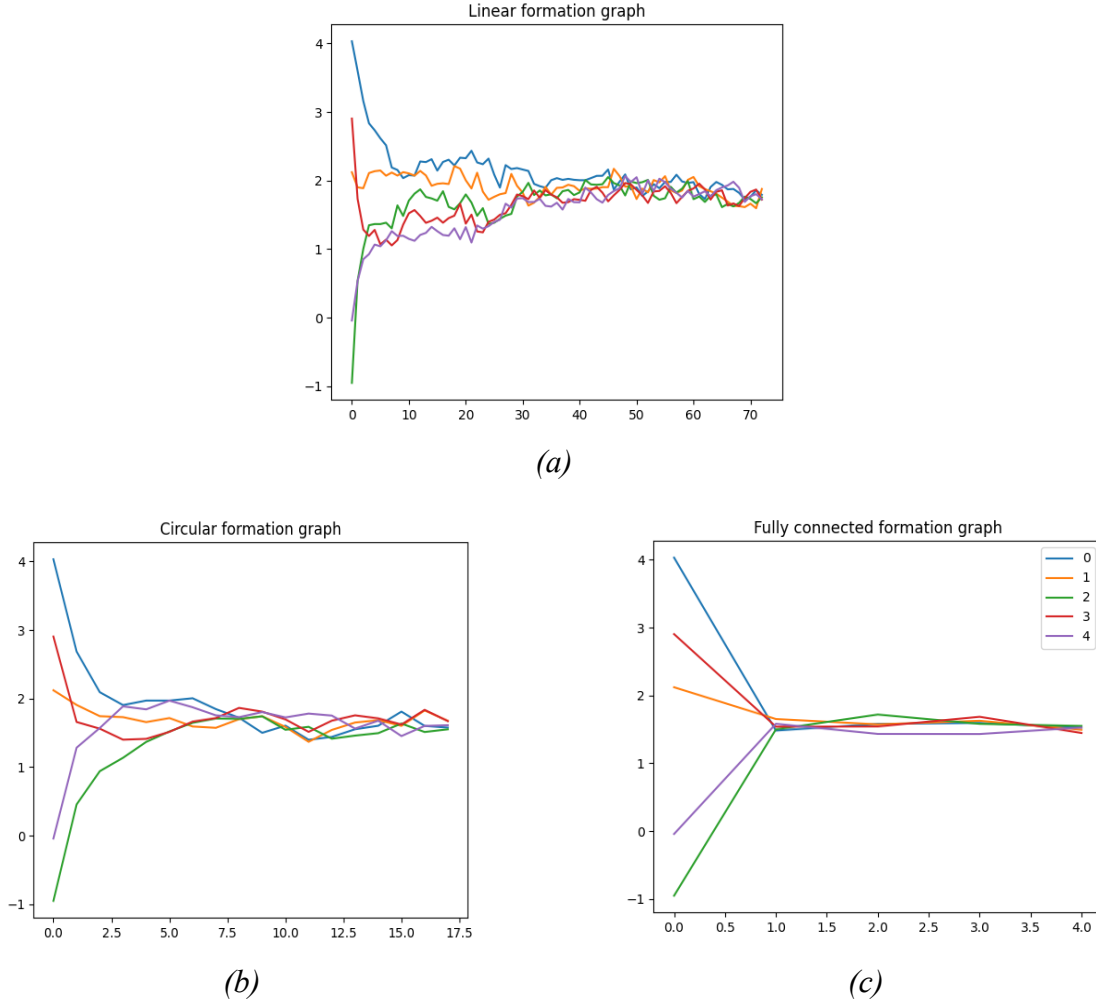 Linear formation graph
4
3
2
1
0
−1
0 10 20 30 40 50 60 70
(a)
Circular formation graph
4
3
2
1
0
−1
0.0 2.5 5.0 7.5 10.0 12.5 15.0 17.5
(b)
Fully connected formation graph
4
3
2
1
0
−1
0.0 0.5 1.0 1.5 2.0 2.5 3.0 3.5 4.0
0
1
2
3
4
(c)